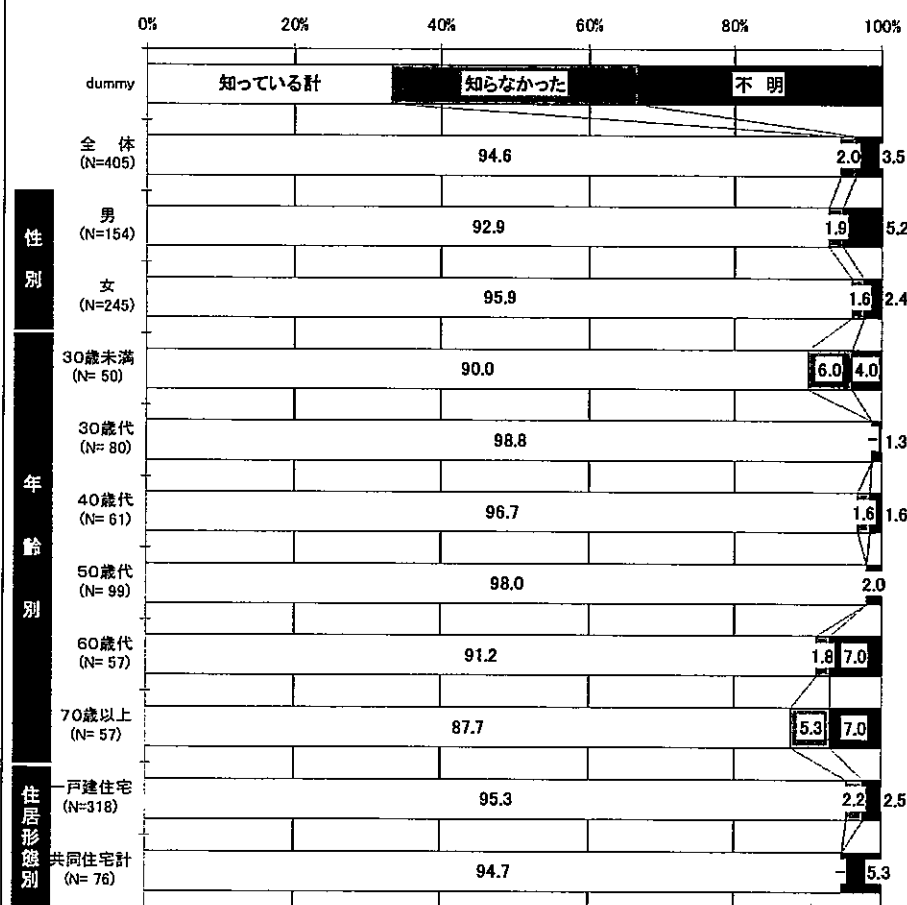 0% 20% 40% 60% 80% 100%
dummy 知っている計 知らなかった 不 明
全 体
(N=405) 94.6 2.0 3.5
性別
男
(N=154) 92.9 1.9 5.2
女
(N=245) 95.9 1.6 2.4
年齢別
30歳未満
(N= 50) 90.0 6.0 4.0
30歳代
(N= 80) 98.8 - 1.3
40歳代
(N= 61) 96.7 1.6 1.6
50歳代
(N= 99) 98.0 2.0
60歳代
(N= 57) 91.2 1.8 7.0
70歳以上
(N= 57) 87.7 5.3 7.0
住居形態別
一戸建住宅
(N=318) 95.3 2.2 2.5
共同住宅計
(N= 76) 94.7 - 5.3